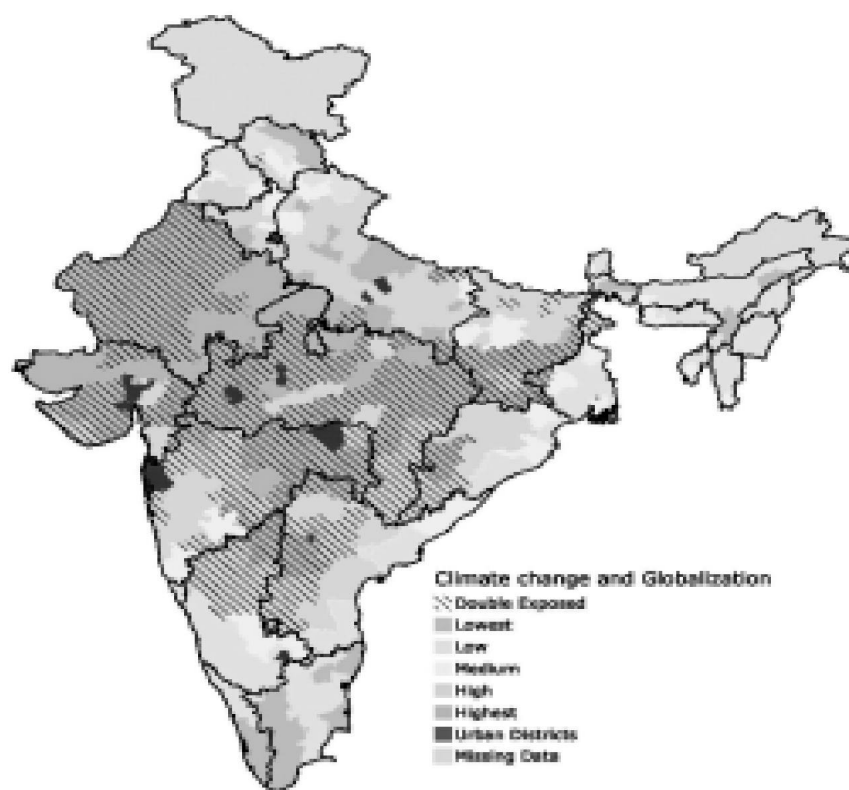 Climate change and Globalization
Double Exposed
Lowest
Low
Medium
High
Highest
Urban Districts
Missing Data